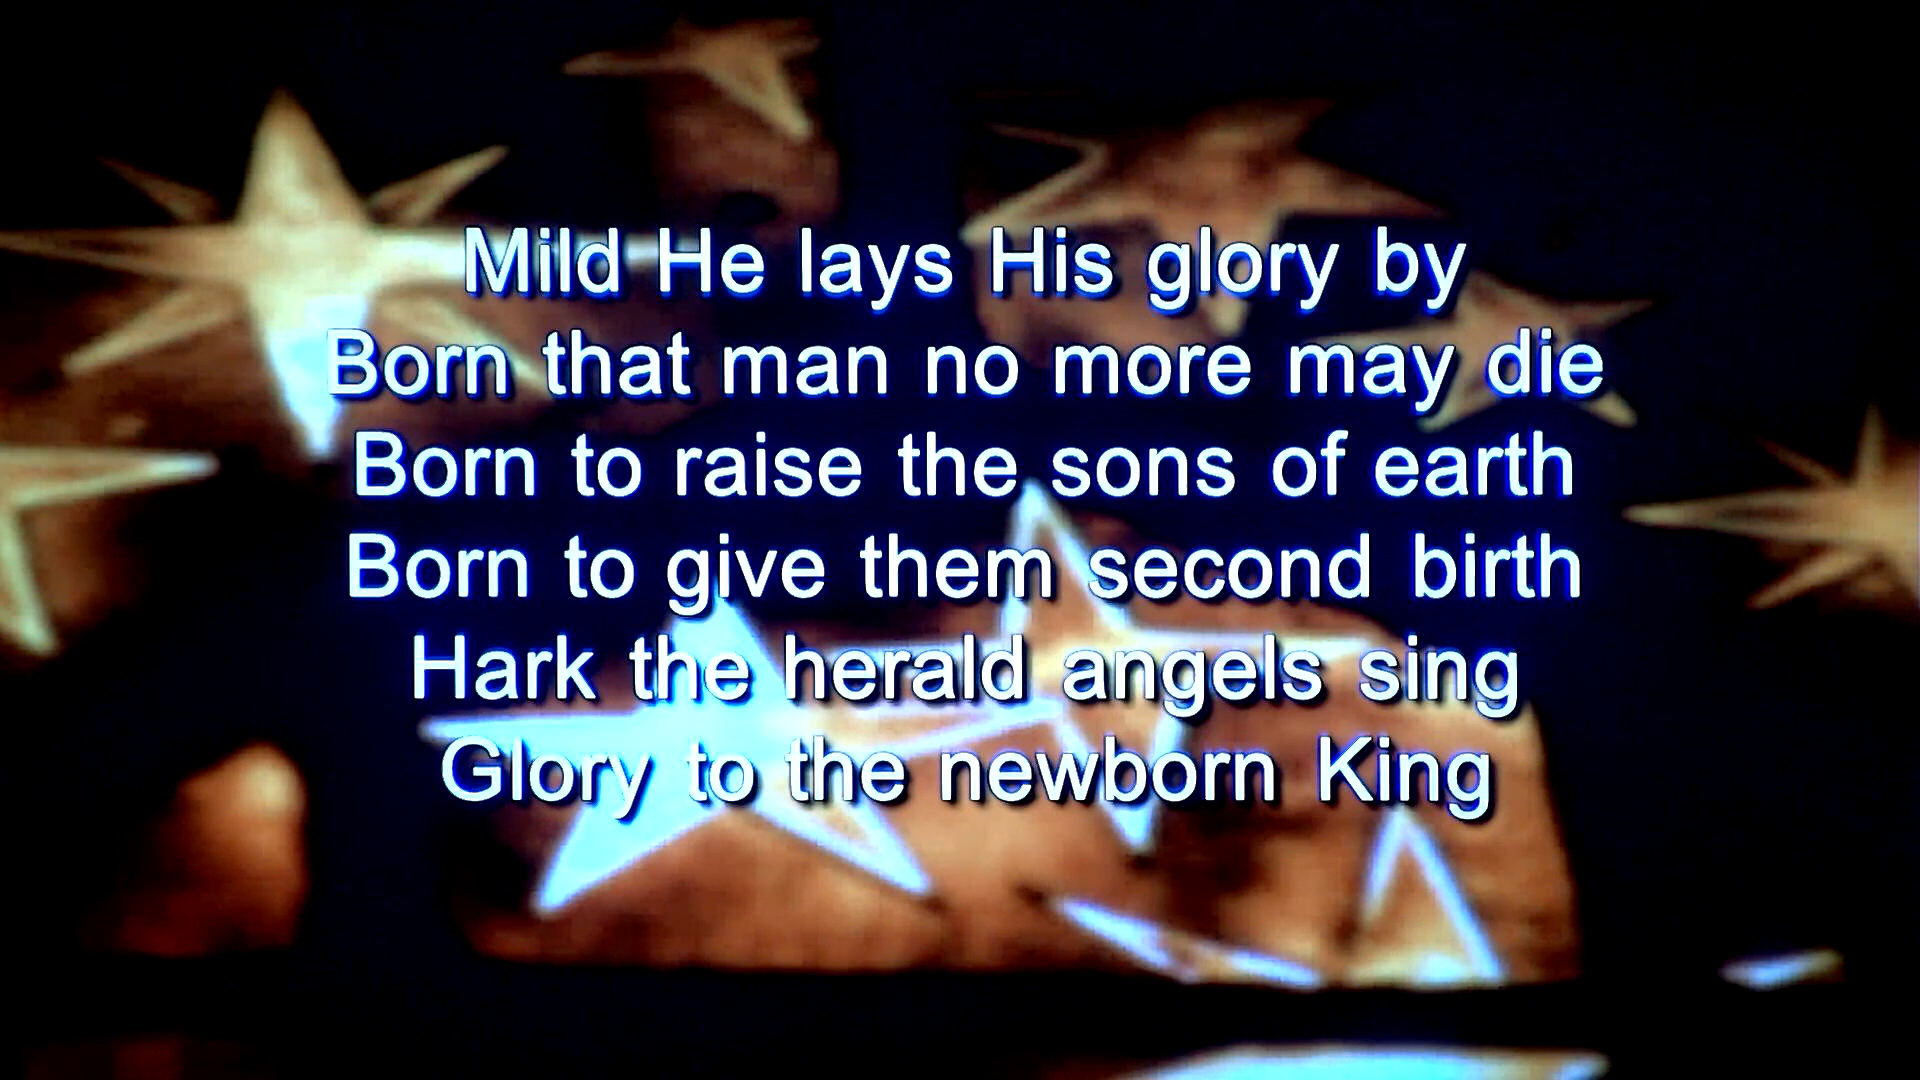 Mild He lays His glory by
Born that man no more may die
Born to raise the sons of earth
Born to give them second birth
Hark the herald angels sing
Glory to the newborn King